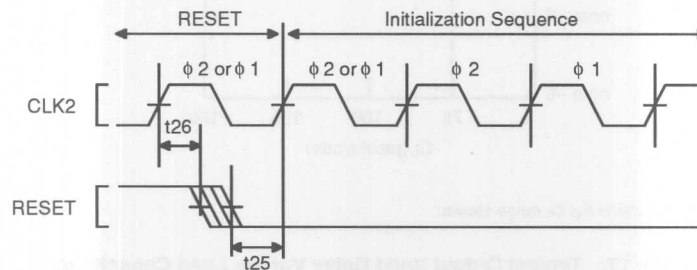 RESET
Initialization Sequence
ϕ 2 or ϕ 1
ϕ 2 or ϕ 1
ϕ 2
ϕ 1
CLK2
t26
RESET
t25